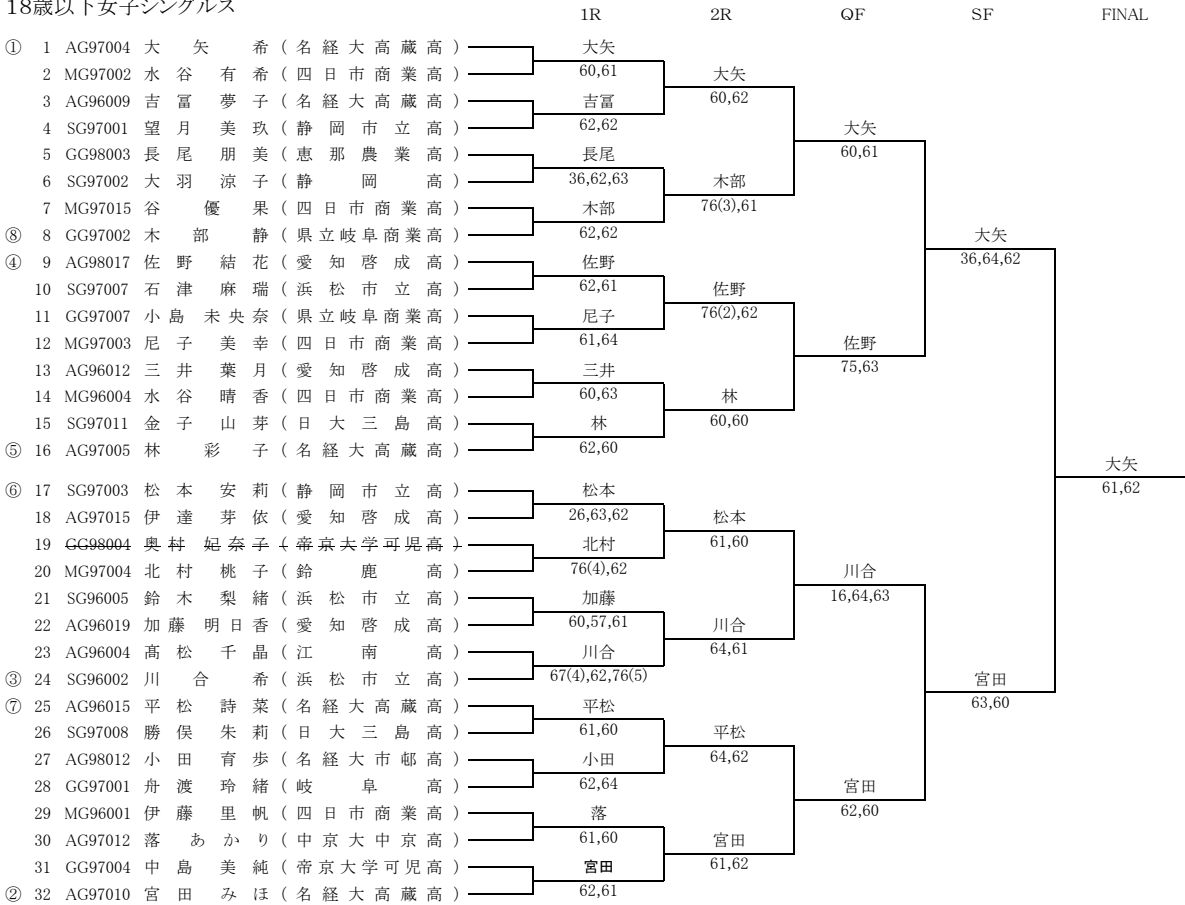 18歳以下女子シングルス
1R 2R QF SF FINAL
① 1 AG97004 大矢 希 (名経大高蔵高) 大矢
2 MG97002 水谷 有希 (四日市商業高) 60,61 大矢
3 AG96009 吉冨 夢子 (名経大高蔵高) 吉冨 60,62
4 SG97001 望月 美玖 (静岡市立高) 62,62 大矢
5 GG98003 長尾 朋美 (恵那農業高) 長尾 60,61
6 SG97002 大羽 涼子 (静岡高) 36,62,63 木部
7 MG97015 谷 優果 (四日市商業高) 木部 76(3),61
⑧ 8 GG97002 木部 静 (県立岐阜商業高) 62,62 大矢
④ 9 AG98017 佐野 結花 (愛知啓成高) 佐野 36,64,62
10 SG97007 石津 麻瑞 (浜松市立高) 62,61 佐野
11 GG97007 小島 未央奈 (県立岐阜商業高) 尼子 76(2),62
12 MG97003 尼子 美幸 (四日市商業高) 61,64 佐野
13 AG96012 三井 葉月 (愛知啓成高) 三井 75,63
14 MG96004 水谷 晴香 (四日市商業高) 60,63 林
15 SG97011 金子 山芽 (日大三島高) 林 60,60
⑤ 16 AG97005 林 彩子 (名経大高蔵高) 62,60
大矢
61,62
⑥ 17 SG97003 松本 安莉 (静岡市立高) 松本
18 AG97015 伊達 芽依 (愛知啓成高) 26,63,62 松本
19 GG98004 奥村 妃奈子 (帝京大学可児高) 北村 61,60
20 MG97004 北村 桃子 (鈴鹿高) 76(4),62 川合
21 SG96005 鈴木 梨緒 (浜松市立高) 加藤 16,64,63
22 AG96019 加藤 明日香 (愛知啓成高) 60,57,61 川合
23 AG96004 髙松 千晶 (江南高) 川合 64,61
③ 24 SG96002 川合 希 (浜松市立高) 67(4),62,76(5) 宮田
⑦ 25 AG96015 平松 詩菜 (名経大高蔵高) 平松 63,60
26 SG97008 勝俣 朱莉 (日大三島高) 61,60 平松
27 AG98012 小田 育歩 (名経大市邨高) 小田 64,62
28 GG97001 舟渡 玲緒 (岐阜高) 62,64 宮田
29 MG96001 伊藤 里帆 (四日市商業高) 落 62,60
30 AG97012 落 あかり (中京大中京高) 61,60 宮田
31 GG97004 中島 美純 (帝京大学可児高) 宮田 61,62
② 32 AG97010 宮田 みほ (名経大高蔵高) 62,61